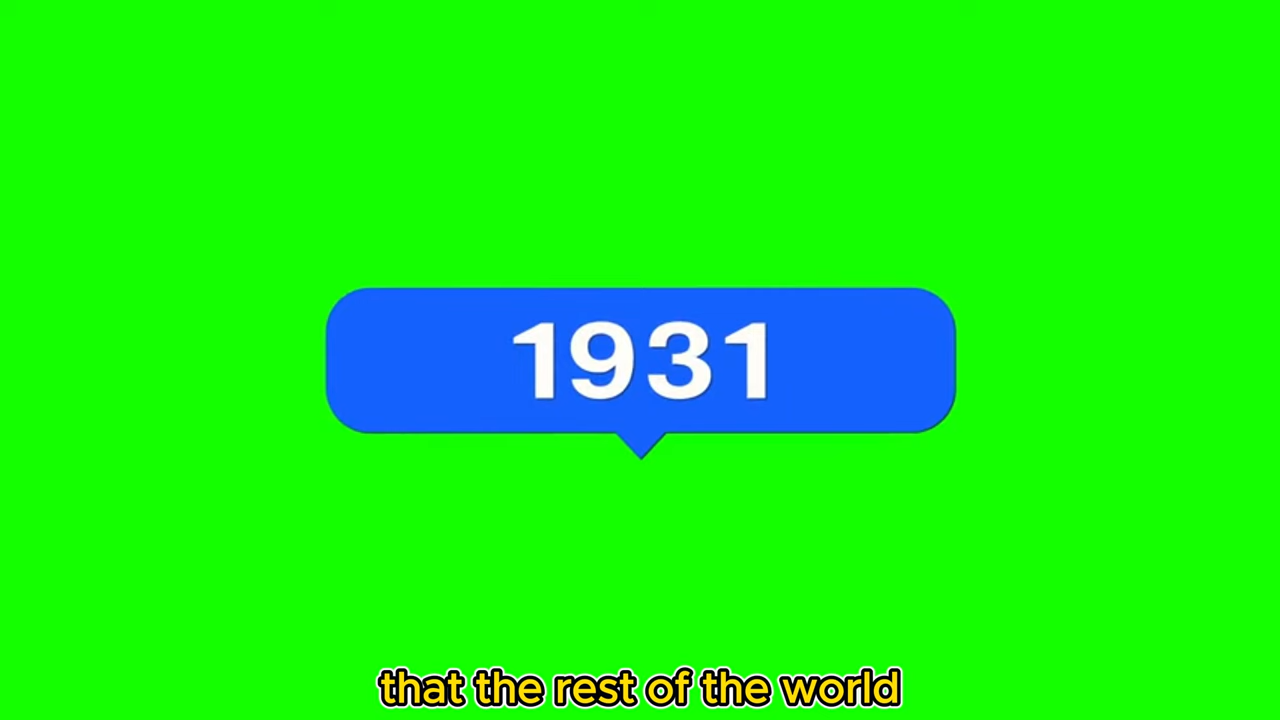 1931
that the rest of the world